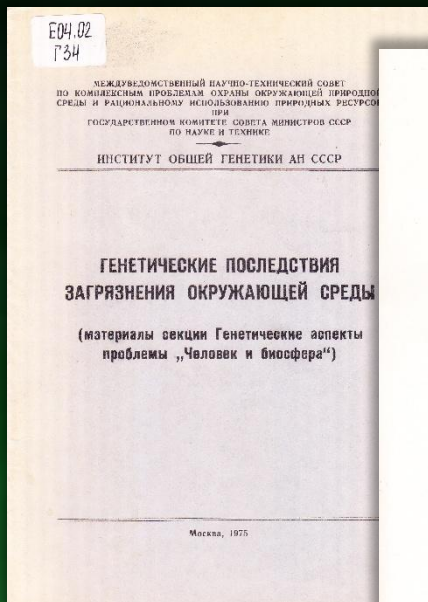 Е04.02
Г34
МЕЖДУВЕДОМСТВЕННЫЙ НАУЧНО-ТЕХНИЧЕСКИЙ СОВЕТ
ПО КОМПЛЕКСНЫМ ПРОБЛЕМАМ ОХРАНЫ ОКРУЖАЮЩЕЙ ПРИРОДНОЙ
СРЕДЫ И РАЦИОНАЛЬНОМУ ИСПОЛЬЗОВАНИЮ ПРИРОДНЫХ РЕСУРСОВ
ПРИ
ГОСУДАРСТВЕННОМ КОМИТЕТЕ СОВЕТА МИНИСТРОВ СССР
ПО НАУКЕ И ТЕХНИКЕ
ИНСТИТУТ ОБЩЕЙ ГЕНЕТИКИ АН СССР
ГЕНЕТИЧЕСКИЕ ПОСЛЕДСТВИЯ
ЗАГРЯЗНЕНИЯ ОКРУЖАЮЩЕЙ СРЕДЫ
(материалы секции Генетические аспекты
проблемы „Человек и биосфера“)
Москва, 1975